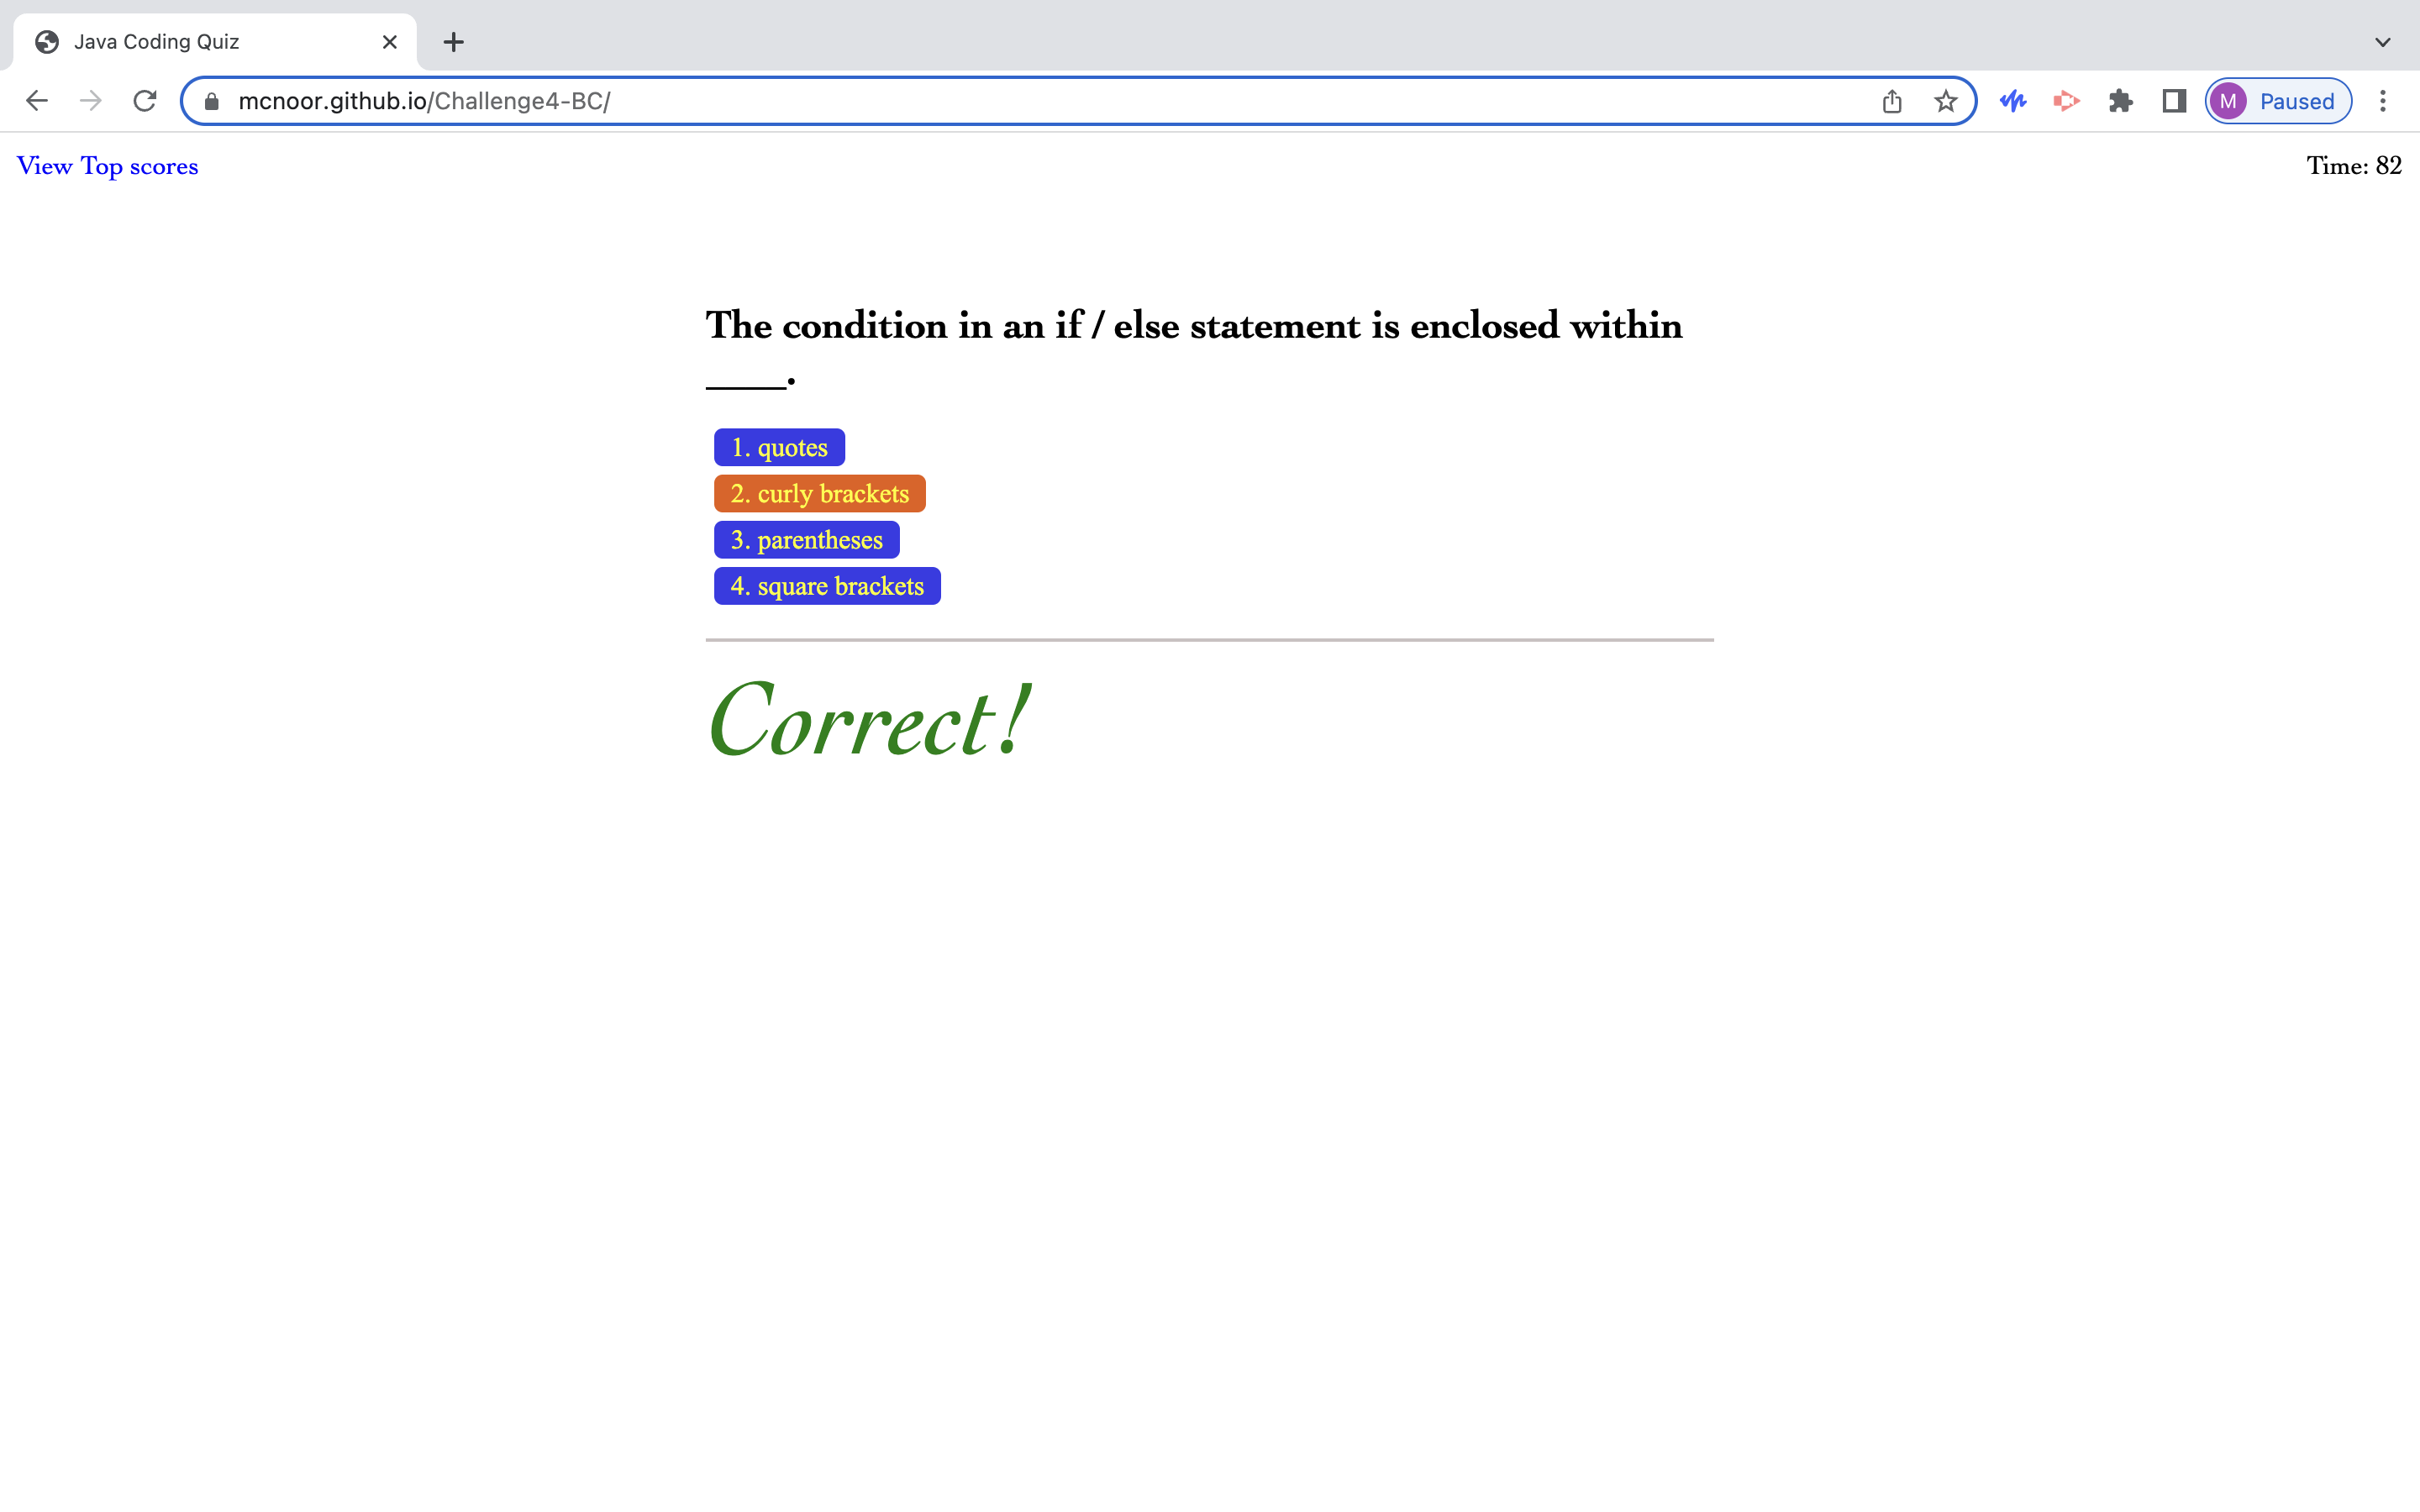 Java Coding Quiz
mcnoor.github.io/Challenge4-BC/
M Paused
View Top scores
Time: 82
The condition in an if / else statement is enclosed within
____.
1. quotes
2. curly brackets
3. parentheses
4. square brackets
Correct!